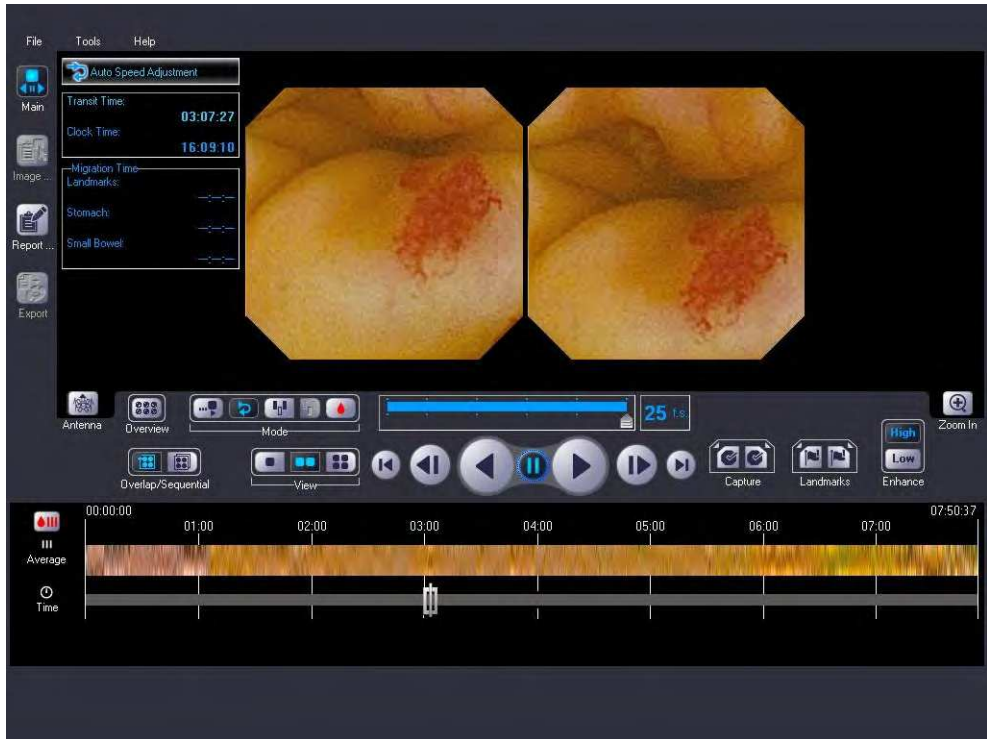 File Tools Help
Auto Speed Adjustment
Main
Transit Time:
03:07:27
Clock Time:
16:09:10
Image ...
Migration Time
Landmarks:
--:--:--
Stomach:
--:--:--
Small Bowel:
--:--:--
Report ...
Export
Antenna
Overview
Mode
25 f.s.
Zoom In
High
Low
Overlap/Sequential
View
Capture
Landmarks
Enhance
00:00:00
07:50:37
01:00 02:00 03:00 04:00 05:00 06:00 07:00
Average
Time